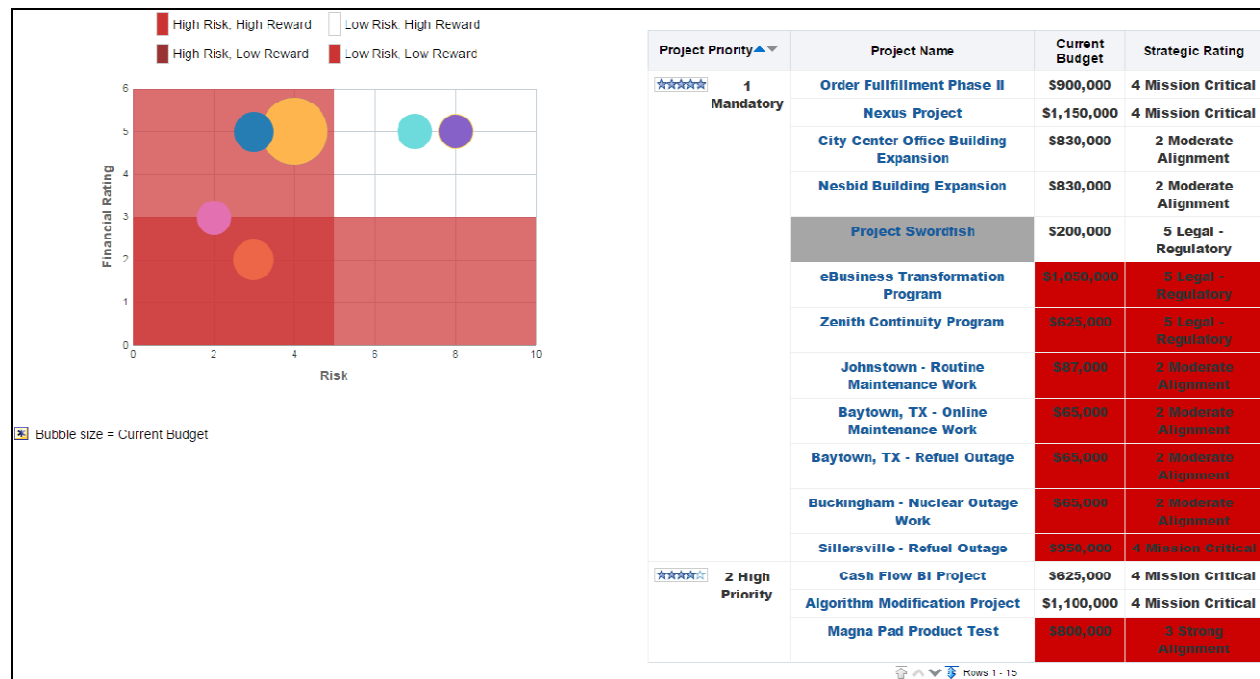 High Risk, High Reward
Low Risk, High Reward
High Risk, Low Reward
Low Risk, Low Reward
6
5
4
3
2
1
0
Financial Rating
0 2 4 6 8 10
Risk
Bubble size = Current Budget
Project Priority
Project Name
Current
Budget
Strategic Rating
1
Mandatory
Order Fullfillment Phase II $900,000 4 Mission Critical
Nexus Project $1,150,000 4 Mission Critical
City Center Office Building $830,000 2 Moderate
Expansion Alignment
Nesbid Building Expansion $830,000 2 Moderate
Alignment
Project Swordfish $200,000 5 Legal -
Regulatory
eBusiness Transformation $1,050,000 5 Legal -
Program Regulatory
Zenith Continuity Program $625,000 5 Legal -
Regulatory
Johnstown - Routine $87,000 2 Moderate
Maintenance Work Alignment
Baytown, TX - Online $65,000 2 Moderate
Maintenance Work Alignment
Baytown, TX - Refuel Outage $65,000 2 Moderate
Alignment
Buckingham - Nuclear Outage $65,000 2 Moderate
Work Alignment
Sillersville - Refuel Outage $950,000 4 Mission Critical
2 High
Priority
Cash Flow BI Project $625,000 4 Mission Critical
Algorithm Modification Project $1,100,000 4 Mission Critical
Magna Pad Product Test $800,000 3 Strong
Alignment
Rows 1 - 15